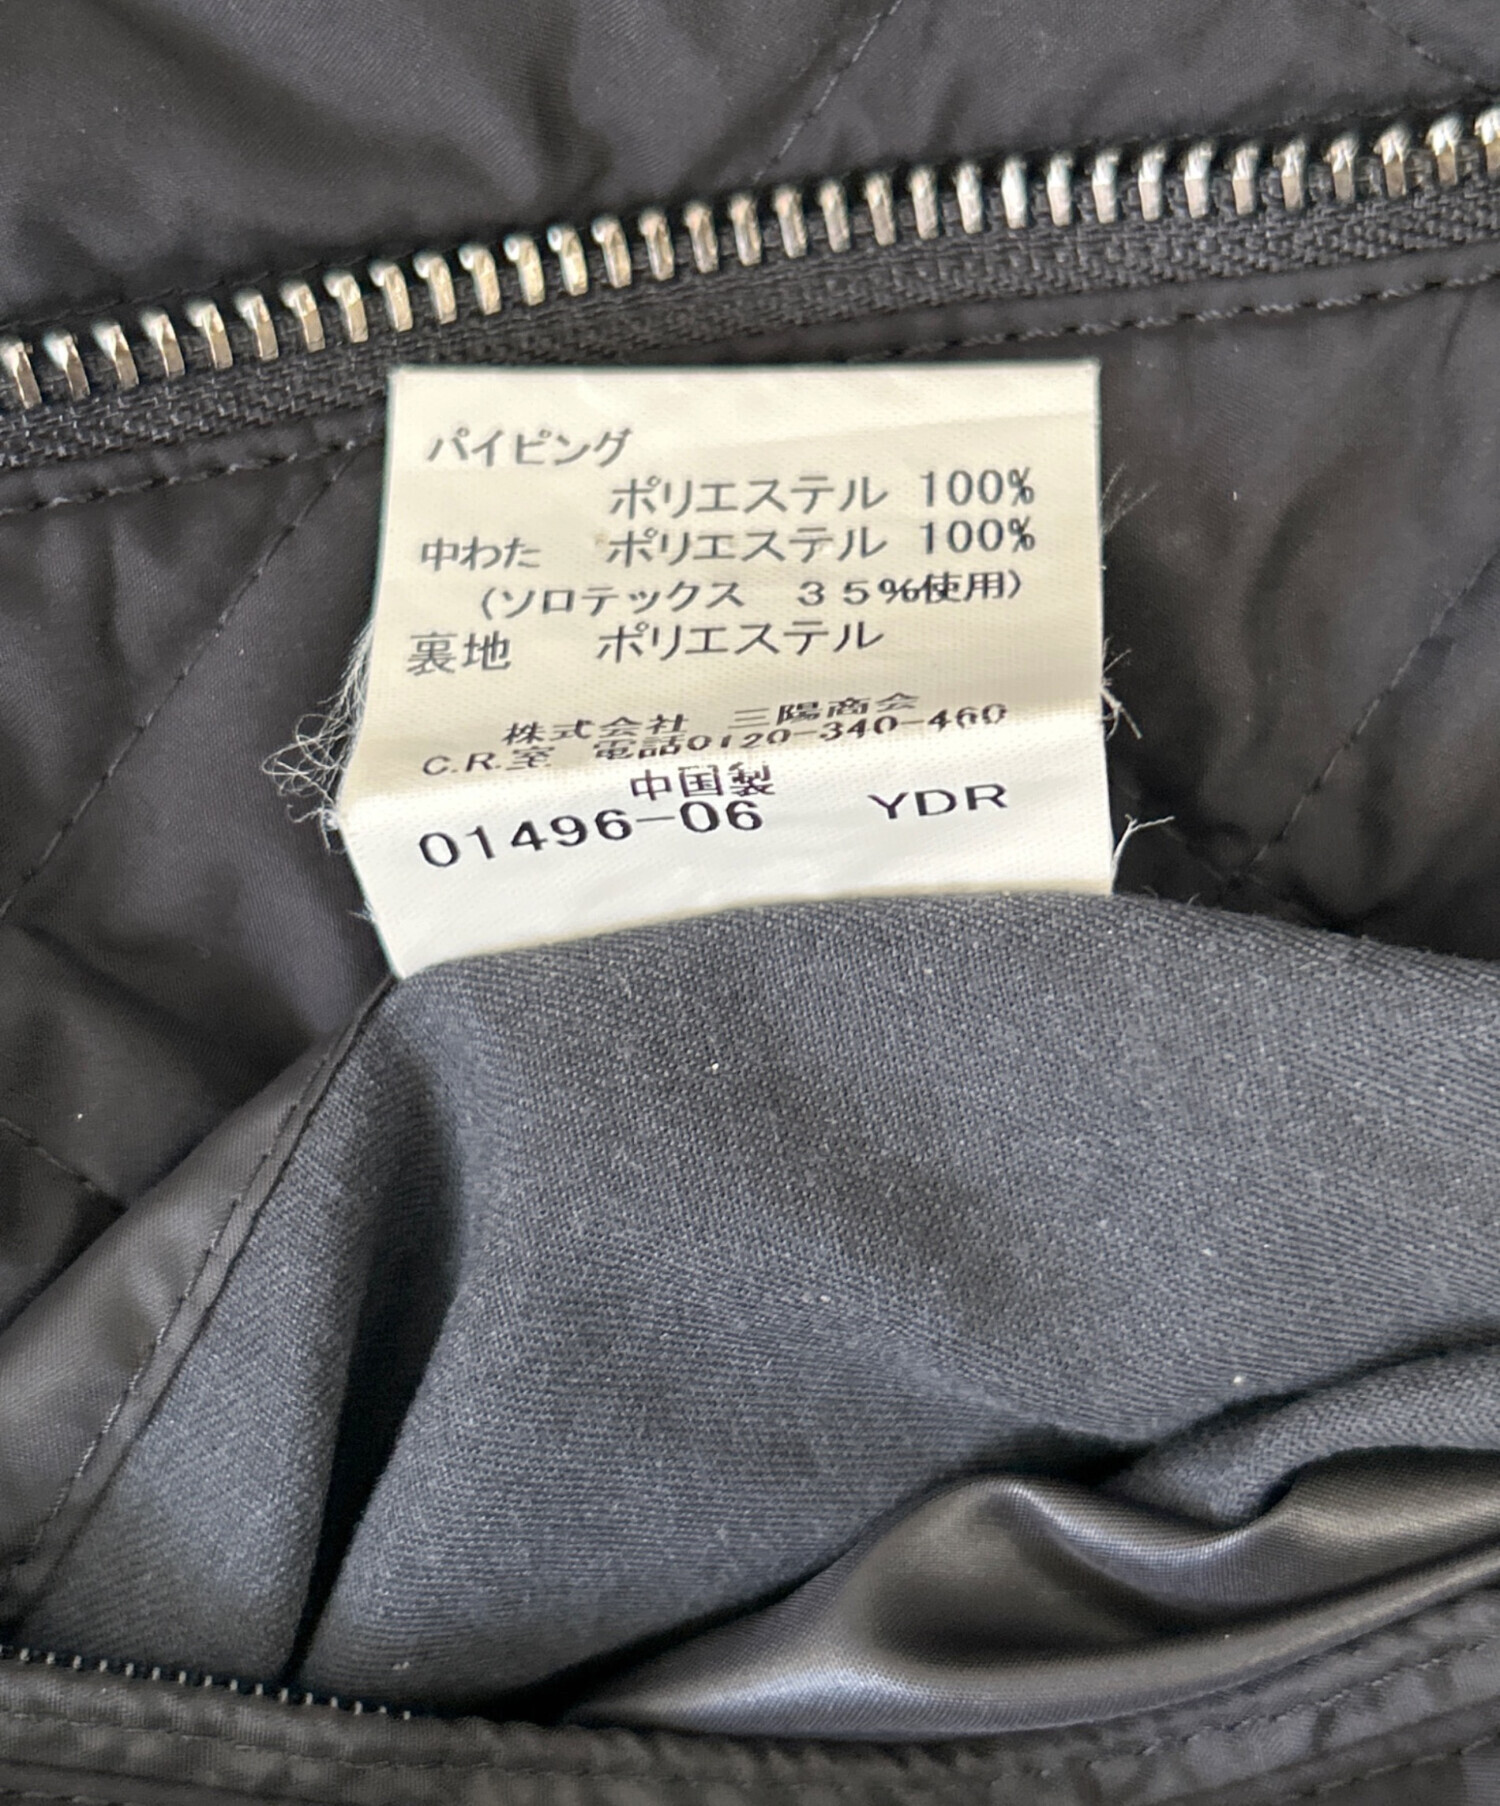 パイピング
ポリエステル 100%
中わた ポリエステル 100%
(ソロテックス 35%使用)
裏地 ポリエステル
株式会社 三陽商会
C.R.室 電話0120-340-460
中国製
01496-06 YDR